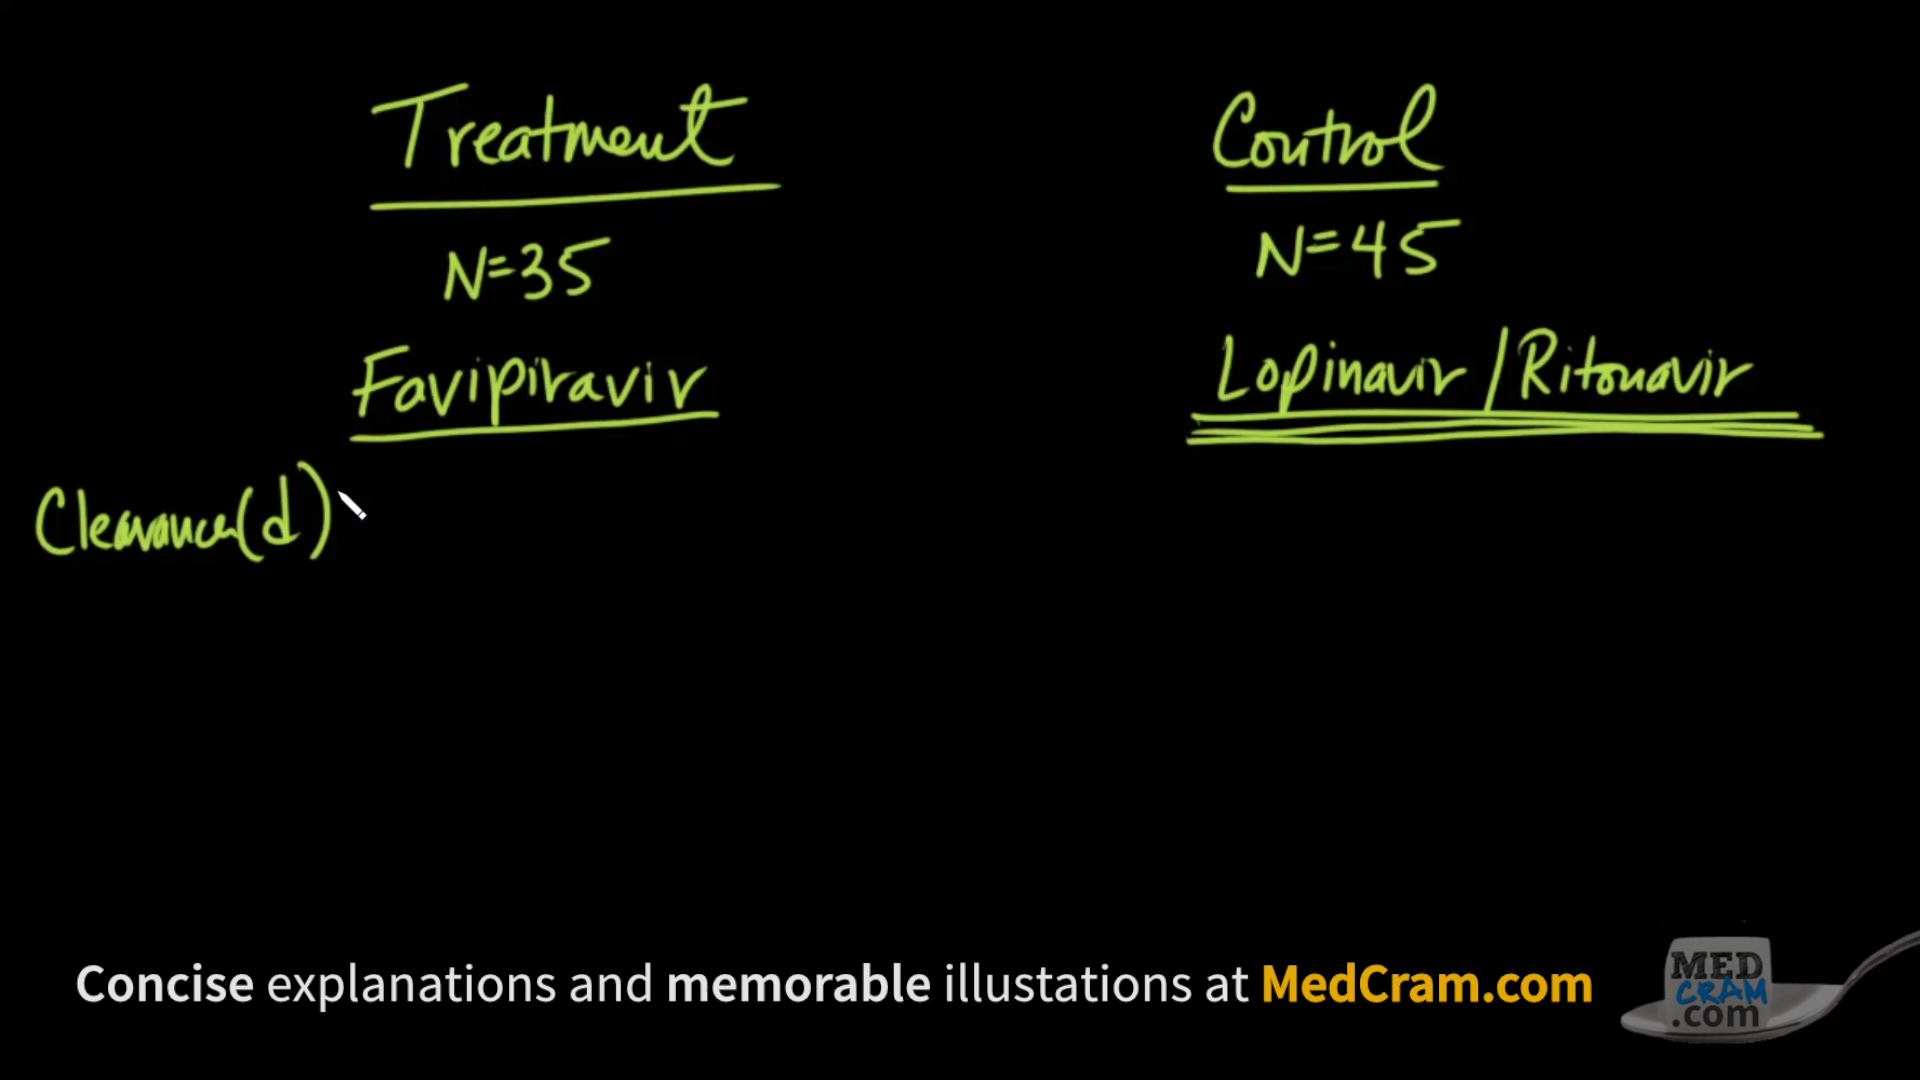 Treatment
Control
N=35
N=45
Favipiravir
Lopinavir/Ritonavir
Clearance(d)
Concise explanations and memorable illustations at MedCram.com
MED
CRAM
.com